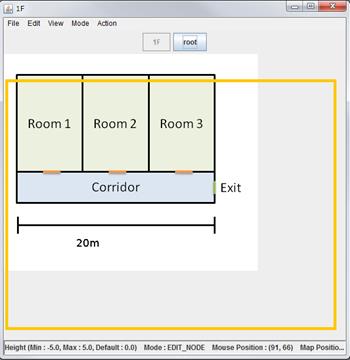 1F
File Edit View Mode Action
1F root
Room 1 Room 2 Room 3
Corridor Exit
20m
Height (Min : -5.0, Max : 5.0, Default : 0.0) Mode : EDIT_NODE Mouse Position : (91, 66) Map Positio...